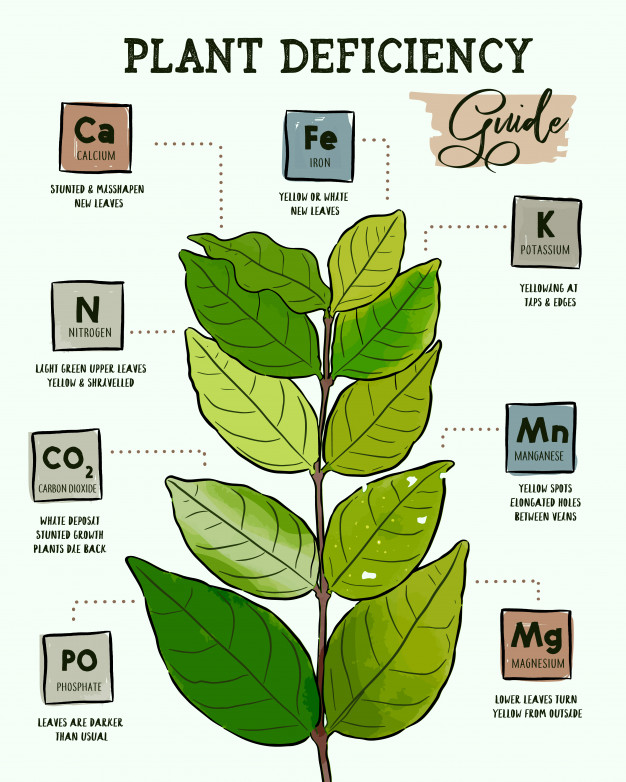 PLANT DEFICIENCY
Guide
Ca
CALCIUM
STUNTED & MISSHAPEN
NEW LEAVES
Fe
IRON
YELLOW OR WHITE
NEW LEAVES
K
POTASSIUM
YELLOWING AT
TIPS & EDGES
N
NITROGEN
LIGHT GREEN UPPER LEAVES
YELLOW & SHRIVELLED
Mn
MANGANESE
YELLOW SPOTS
ELONGATED HOLES
BETWEEN VEINS
CO2
CARBON DIOXIDE
WHITE DEPOSIT
STUNTED GROWTH
PLANTS DIE BACK
PO
PHOSPHATE
LEAVES ARE DARKER
THAN USUAL
Mg
MAGNESIUM
LOWER LEAVES TURN
YELLOW FROM OUTSIDE